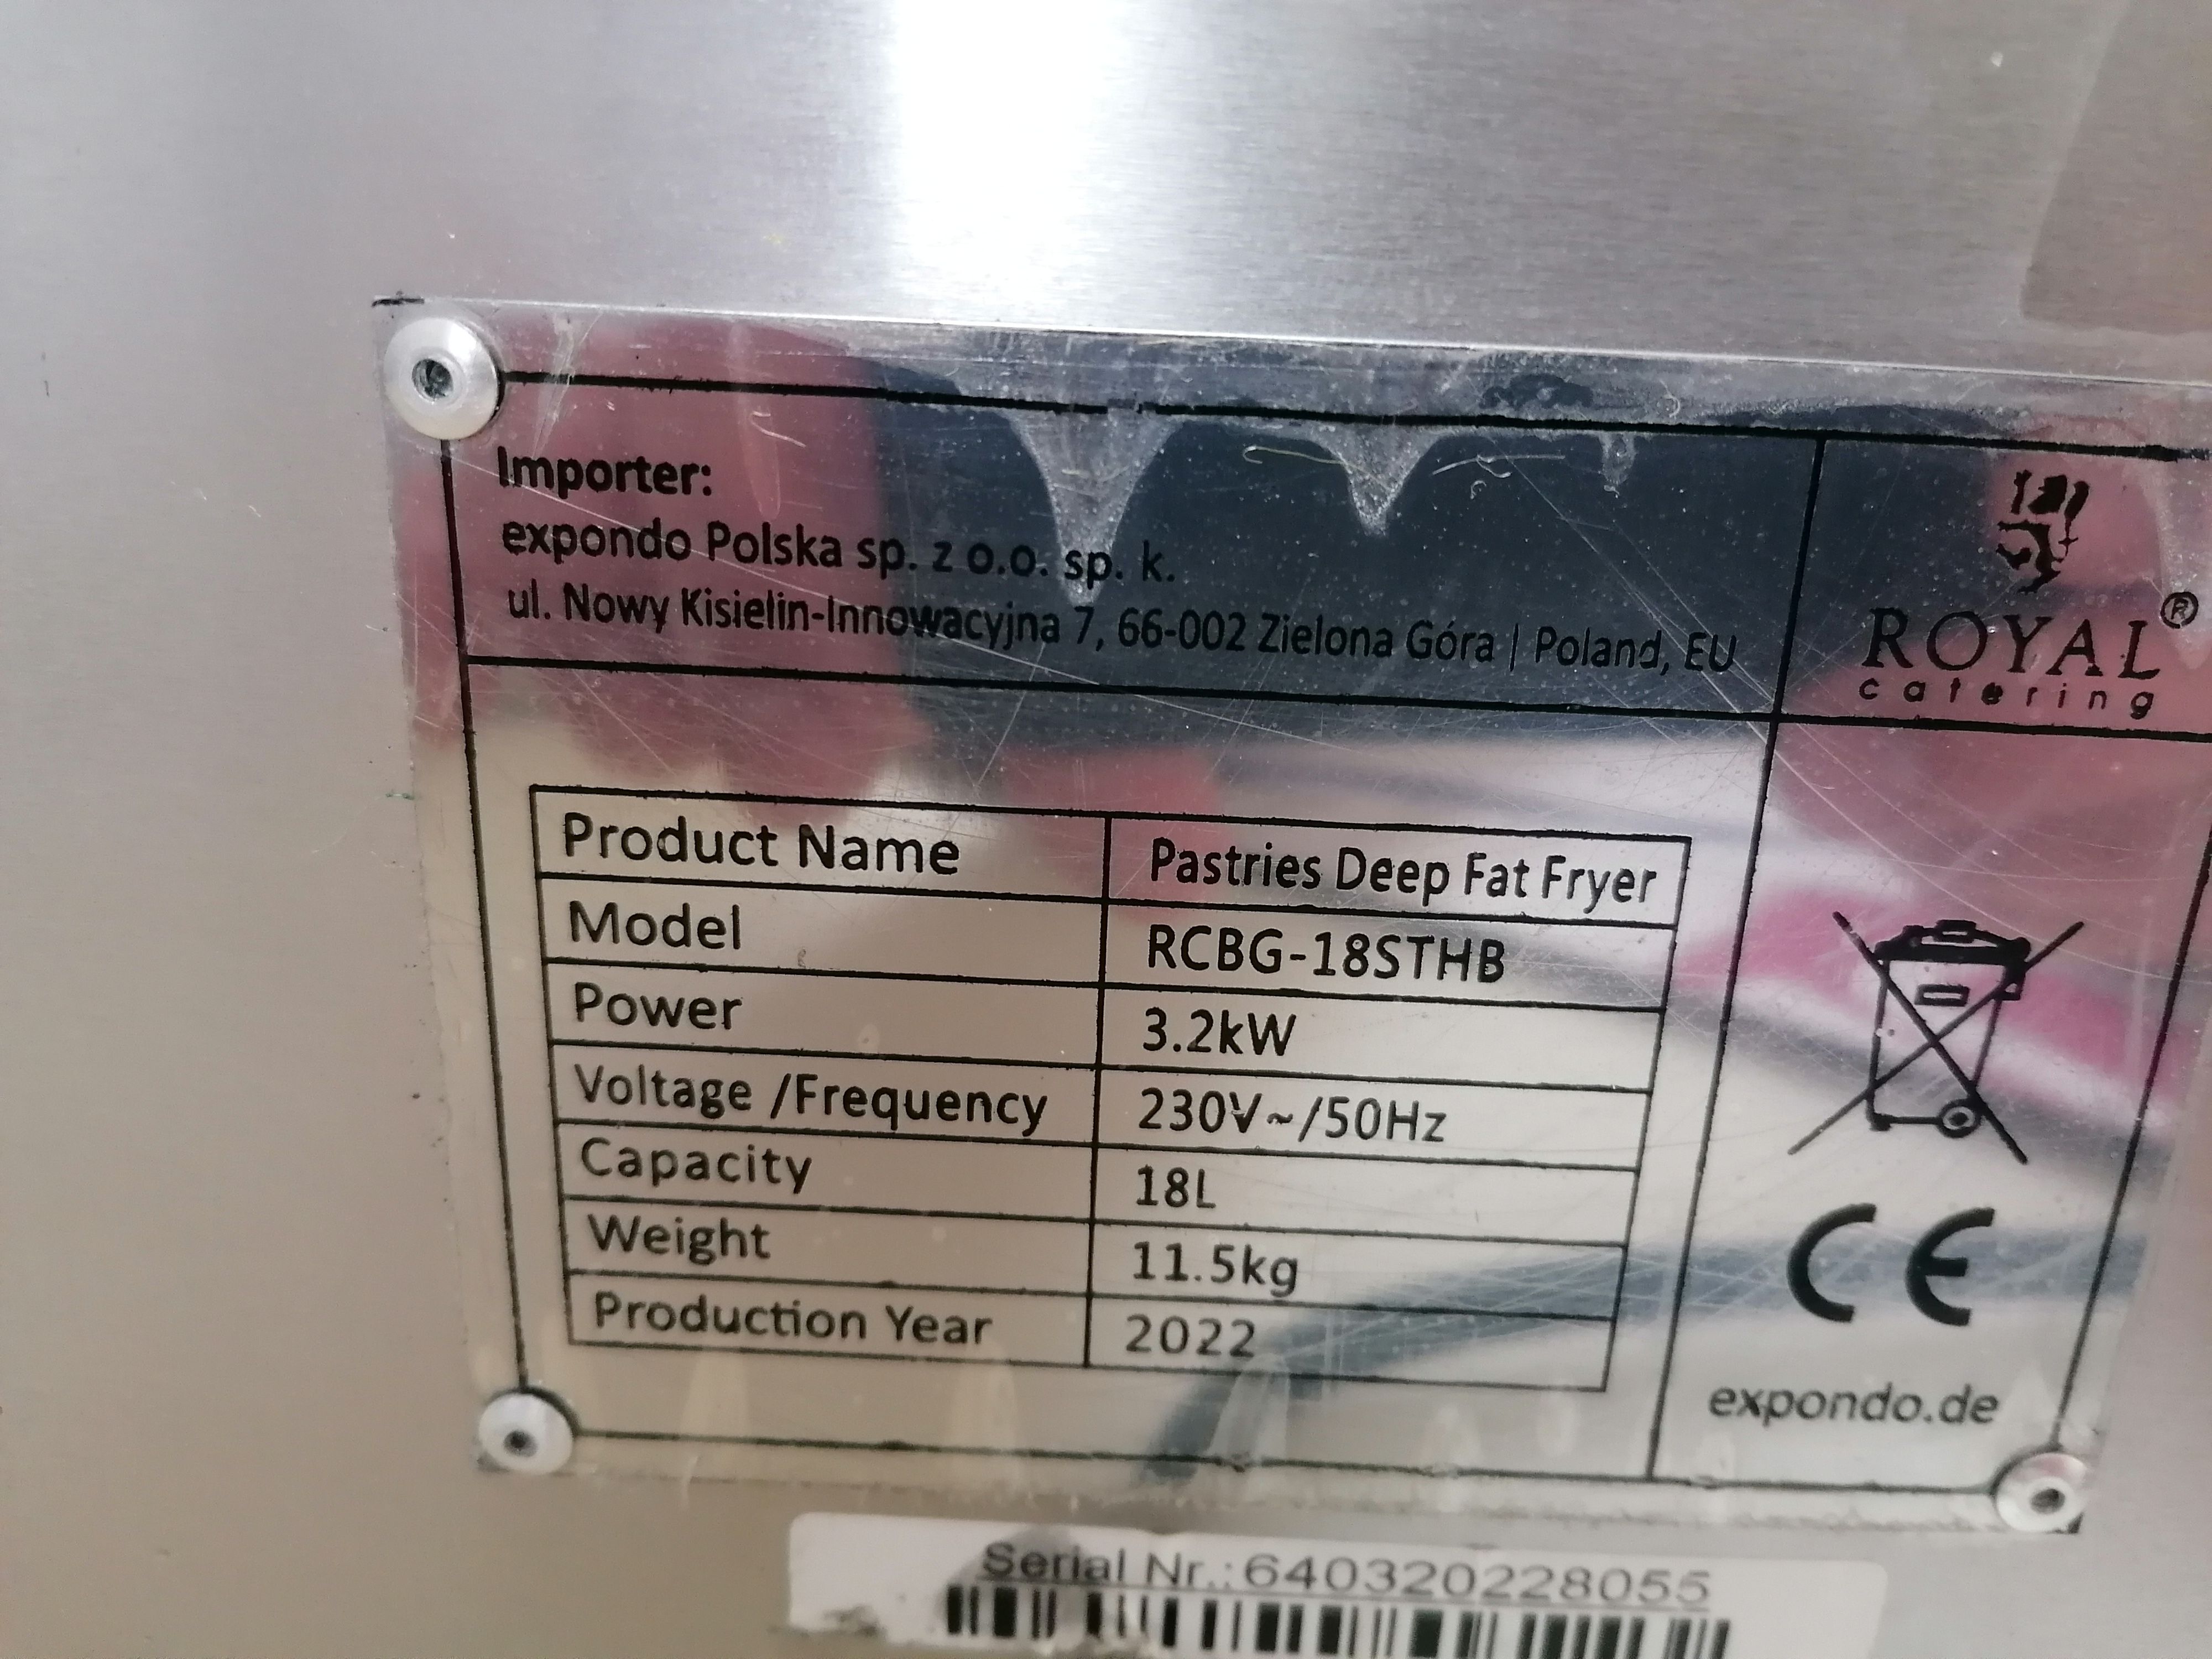 Importer:
expondo Polska sp. z o.o. sp. k.
ul. Nowy Kisielin-Innowacyjna 7, 66-002 Zielona Góra | Poland, EU
ROYAL®
catering
Product Name Pastries Deep Fat Fryer
Model RCBG-18STHB
Power 3.2kW
Voltage /Frequency 230V~/50Hz
Capacity 18L
Weight 11.5kg
Production Year 2022
CE
expondo.de
Serial Nr.:640320228055